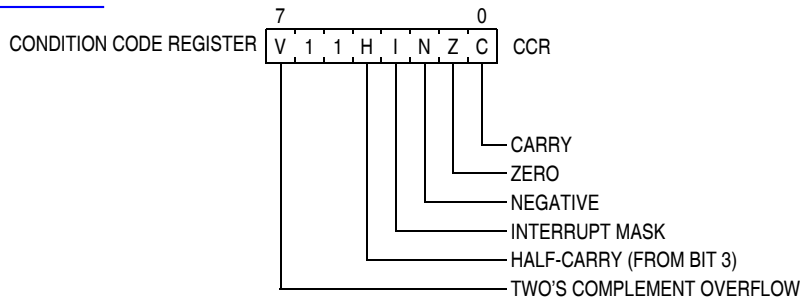 7 0
CONDITION CODE REGISTER V 1 1 H I N Z C CCR
CARRY
ZERO
NEGATIVE
INTERRUPT MASK
HALF-CARRY (FROM BIT 3)
TWO'S COMPLEMENT OVERFLOW